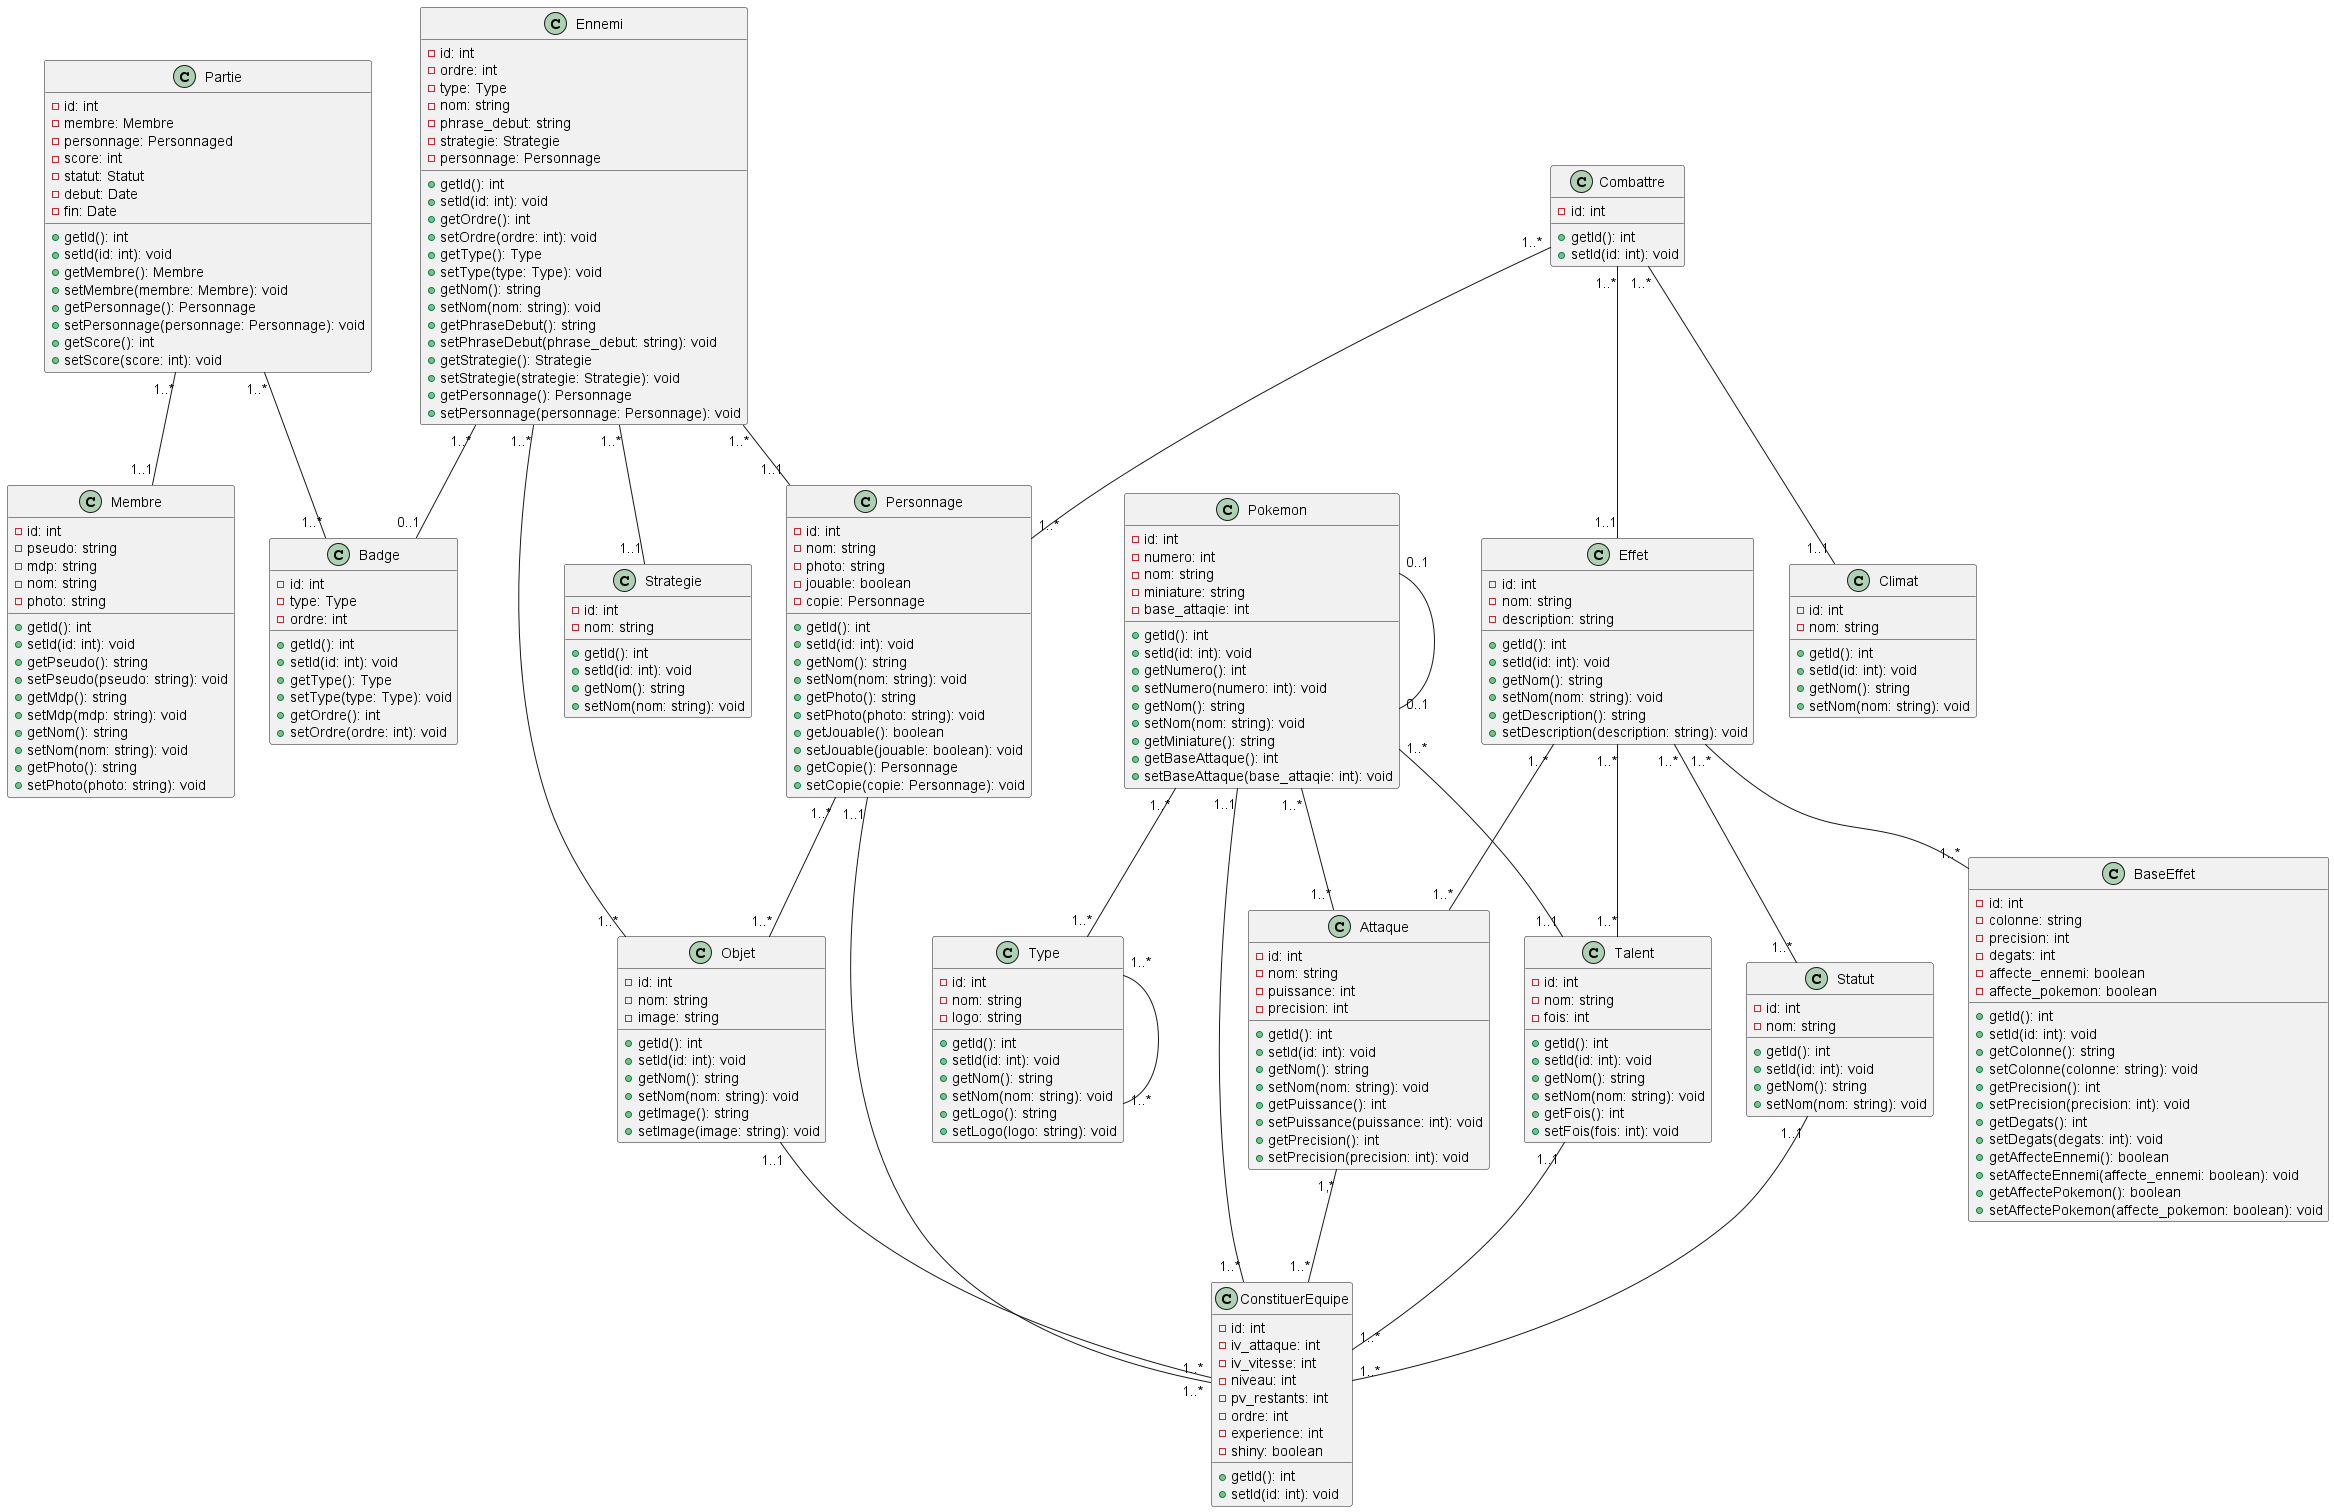 Ennemi
id: int
ordre: int
type: Type
nom: string
phrase_debut: string
strategie: Strategie
personnage: Personnage
getId(): int
setId(id: int): void
getOrdre(): int
setOrdre(ordre: int): void
getType(): Type
setType(type: Type): void
getNom(): string
setNom(nom: string): void
getPhraseDebut(): string
setPhraseDebut(phrase_debut: string): void
getStrategie(): Strategie
setStrategie(strategie: Strategie): void
getPersonnage(): Personnage
setPersonnage(personnage: Personnage): void
Partie
id: int
membre: Membre
personnage: Personnaged
score: int
statut: Statut
debut: Date
fin: Date
getId(): int
setId(id: int): void
getMembre(): Membre
setMembre(membre: Membre): void
getPersonnage(): Personnage
setPersonnage(personnage: Personnage): void
getScore(): int
setScore(score: int): void
Combattre
id: int
getId(): int
setId(id: int): void
1..*
1..*
1..*
1..*
1..*
1..*
1..*
1..*
1..*
1..1
1..*
0..1
1..1
1..1
1..*
1..1
1..1
Membre
id: int
pseudo: string
mdp: string
nom: string
photo: string
getId(): int
setId(id: int): void
getPseudo(): string
setPseudo(pseudo: string): void
getMdp(): string
setMdp(mdp: string): void
getNom(): string
setNom(nom: string): void
getPhoto(): string
setPhoto(photo: string): void
Badge
id: int
type: Type
ordre: int
getId(): int
setId(id: int): void
getType(): Type
setType(type: Type): void
getOrdre(): int
setOrdre(ordre: int): void
Strategie
id: int
nom: string
getId(): int
setId(id: int): void
getNom(): string
setNom(nom: string): void
Personnage
id: int
nom: string
photo: string
jouable: boolean
copie: Personnage
getId(): int
setId(id: int): void
getNom(): string
setNom(nom: string): void
getPhoto(): string
setPhoto(photo: string): void
getJouable(): boolean
setJouable(jouable: boolean): void
getCopie(): Personnage
setCopie(copie: Personnage): void
Pokemon
id: int
numero: int
nom: string
miniature: string
base_attaqie: int
getId(): int
setId(id: int): void
getNumero(): int
setNumero(numero: int): void
getNom(): string
setNom(nom: string): void
getMiniature(): string
getBaseAttaque(): int
setBaseAttaque(base_attaqie: int): void
0..1
0..1
Effet
id: int
nom: string
description: string
getId(): int
setId(id: int): void
getNom(): string
setNom(nom: string): void
getDescription(): string
setDescription(description: string): void
Climat
id: int
nom: string
getId(): int
setId(id: int): void
getNom(): string
setNom(nom: string): void
1..*
1..1
1..*
1..1
1..*
1..*
1..*
1..*
1..*
1..*
1..*
1..*
1..*
1..*
1..*
1..1
1..*
1..*
1..*
Objet
id: int
nom: string
image: string
getId(): int
setId(id: int): void
getNom(): string
setNom(nom: string): void
getImage(): string
setImage(image: string): void
Type
id: int
nom: string
logo: string
getId(): int
setId(id: int): void
getNom(): string
setNom(nom: string): void
getLogo(): string
setLogo(logo: string): void
1..*
1..*
Attaque
id: int
nom: string
puissance: int
precision: int
getId(): int
setId(id: int): void
getNom(): string
setNom(nom: string): void
getPuissance(): int
setPuissance(puissance: int): void
getPrecision(): int
setPrecision(precision: int): void
Talent
id: int
nom: string
fois: int
getId(): int
setId(id: int): void
getNom(): string
setNom(nom: string): void
getFois(): int
setFois(fois: int): void
Statut
id: int
nom: string
getId(): int
setId(id: int): void
getNom(): string
setNom(nom: string): void
BaseEffet
id: int
colonne: string
precision: int
degats: int
affecte_ennemi: boolean
affecte_pokemon: boolean
getId(): int
setId(id: int): void
getColonne(): string
setColonne(colonne: string): void
getPrecision(): int
setPrecision(precision: int): void
getDegats(): int
setDegats(degats: int): void
getAffecteEnnemi(): boolean
setAffecteEnnemi(affecte_ennemi: boolean): void
getAffectePokemon(): boolean
setAffectePokemon(affecte_pokemon: boolean): void
1..1
1,*
1..1
1..1
1..*
1..*
1..*
1..*
1..*
1..*
ConstituerEquipe
id: int
iv_attaque: int
iv_vitesse: int
niveau: int
pv_restants: int
ordre: int
experience: int
shiny: boolean
getId(): int
setId(id: int): void